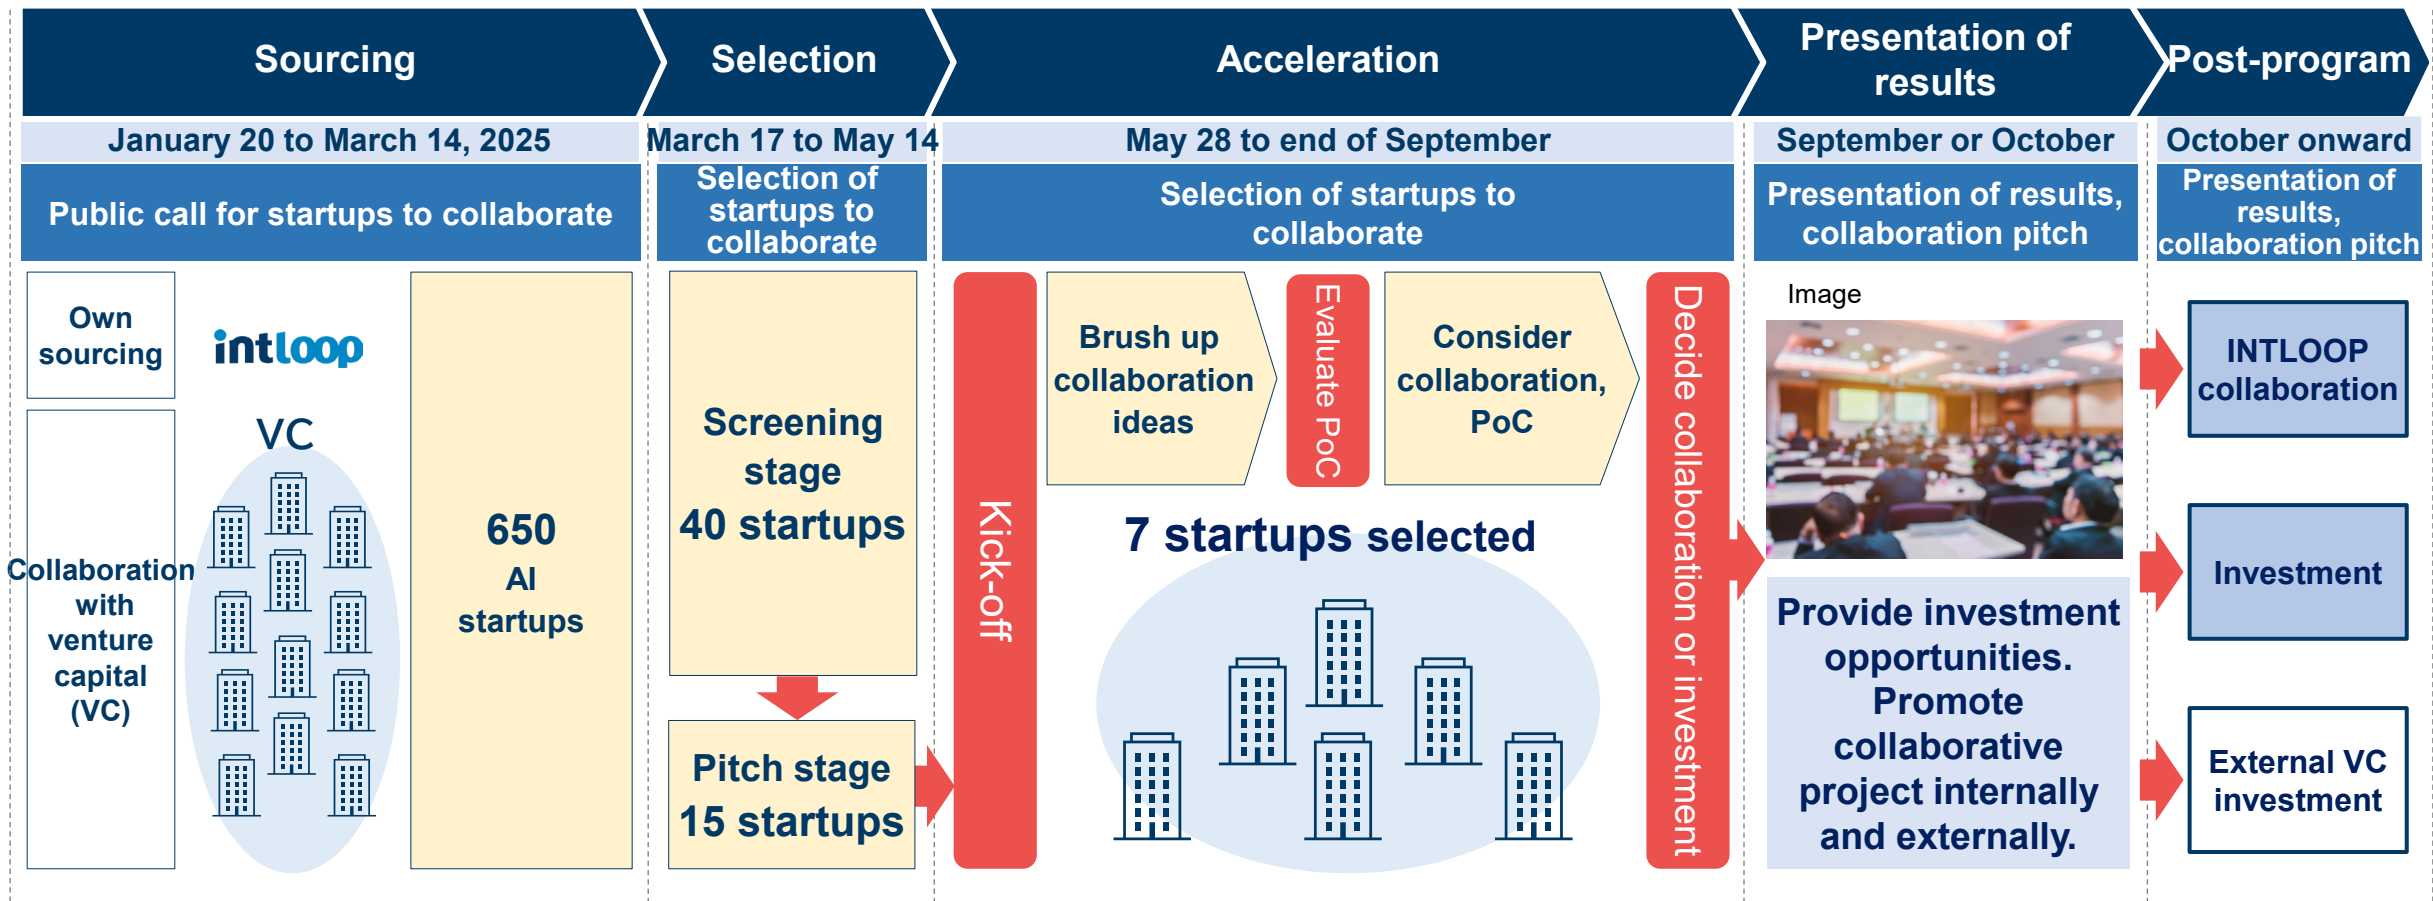 Sourcing
Selection
Acceleration
Presentation of
results
Post-program
January 20 to March 14, 2025
March 17 to May 14
May 28 to end of September
September or October
October onward
Public call for startups to collaborate
Selection of
startups to
collaborate
Selection of startups to
collaborate
Presentation of results,
collaboration pitch
Presentation of
results,
collaboration pitch
Own
sourcing
intloop
Collaboration
with
venture
capital
(VC)
VC
650
AI
startups
Screening
stage
40 startups
Pitch stage
15 startups
Kick-off
Brush up
collaboration
ideas
Evaluate PoC
Consider
collaboration,
PoC
7 startups selected
Decide collaboration or investment
Image
Provide investment
opportunities.
Promote
collaborative
project internally
and externally.
INTLOOP
collaboration
Investment
External VC
investment